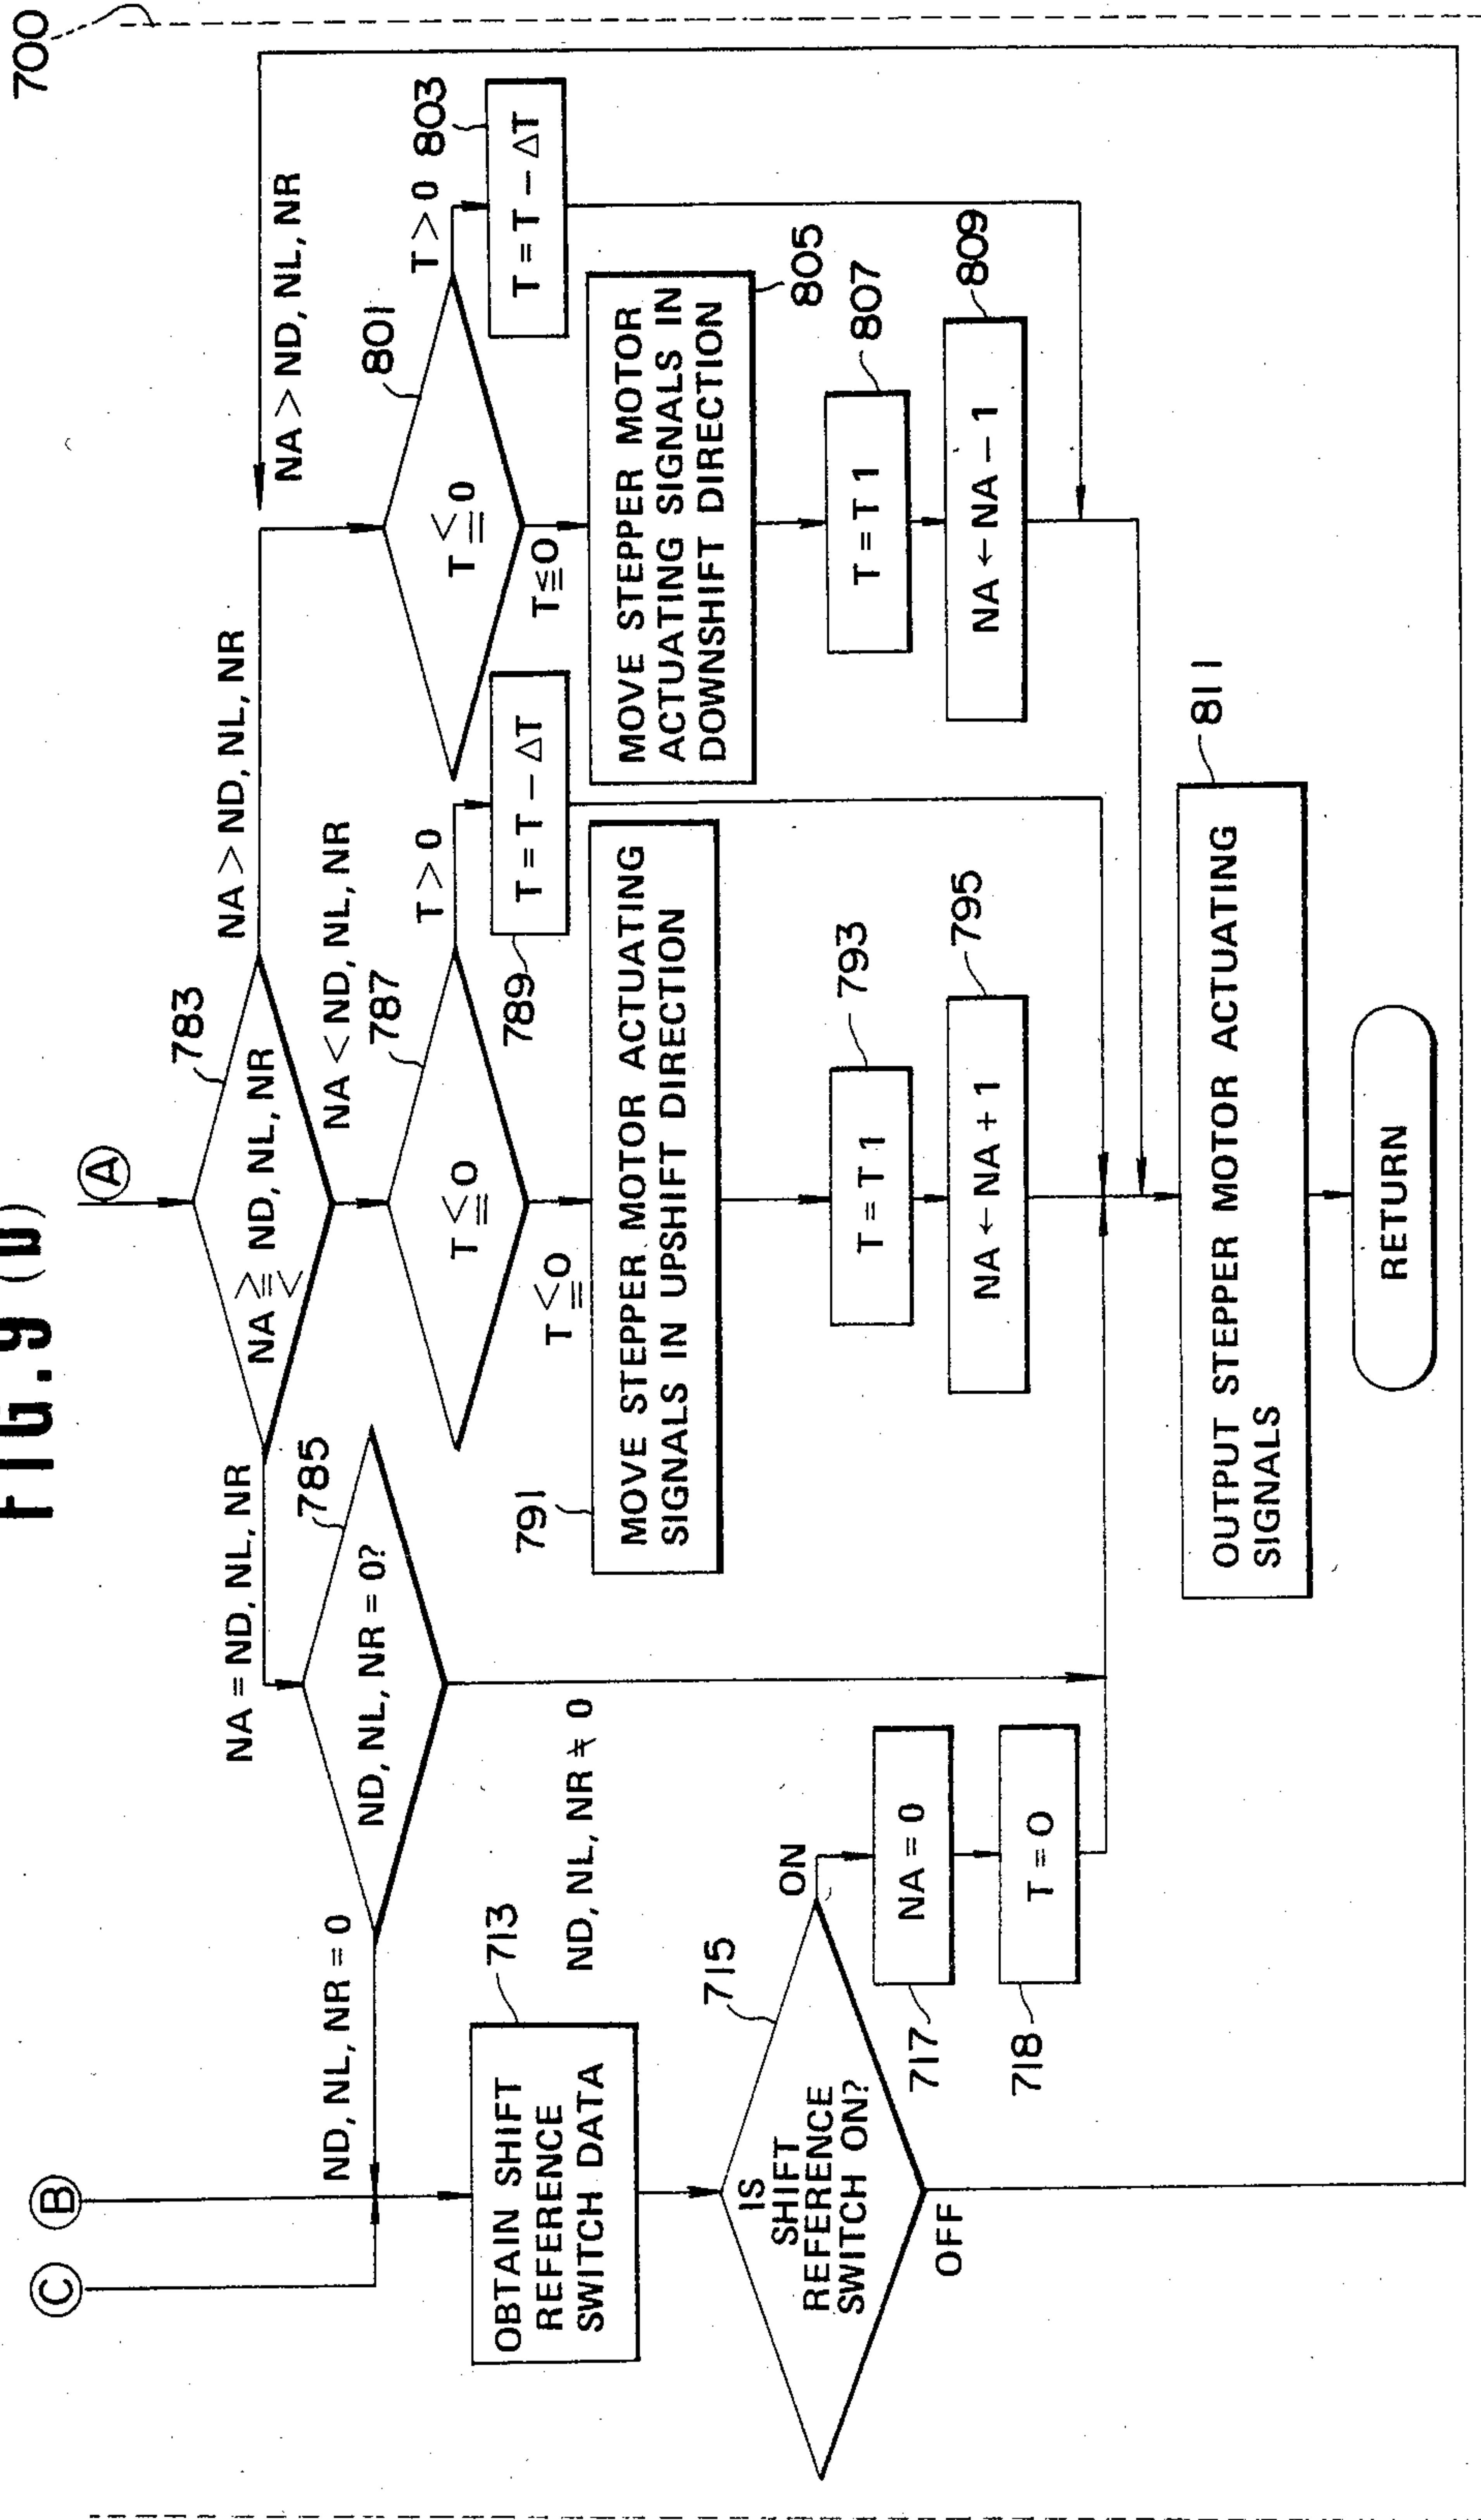 FIG.9 (b)
700
A
B
C
783
NA ≧< ND, NL, NR
NA = ND, NL, NR
NA < ND, NL, NR
NA > ND, NL, NR
NA > ND, NL, NR
785
ND, NL, NR = 0?
ND, NL, NR = 0
ND, NL, NR ≠ 0
787
T ≦ 0
T > 0
T ≦ 0
789
T = T − ΔT
791
MOVE STEPPER MOTOR ACTUATING
SIGNALS IN UPSHIFT DIRECTION
793
T = T 1
795
NA ← NA + 1
801
T ≦ 0
T > 0
T ≦ 0
803
T = T − ΔT
805
MOVE STEPPER MOTOR
ACTUATING SIGNALS IN
DOWNSHIFT DIRECTION
807
T = T 1
809
NA ← NA − 1
713
OBTAIN SHIFT
REFERENCE
SWITCH DATA
715
IS
SHIFT
REFERENCE
SWITCH ON?
ON
OFF
717
NA = 0
718
T = 0
811
OUTPUT STEPPER MOTOR ACTUATING
SIGNALS
RETURN